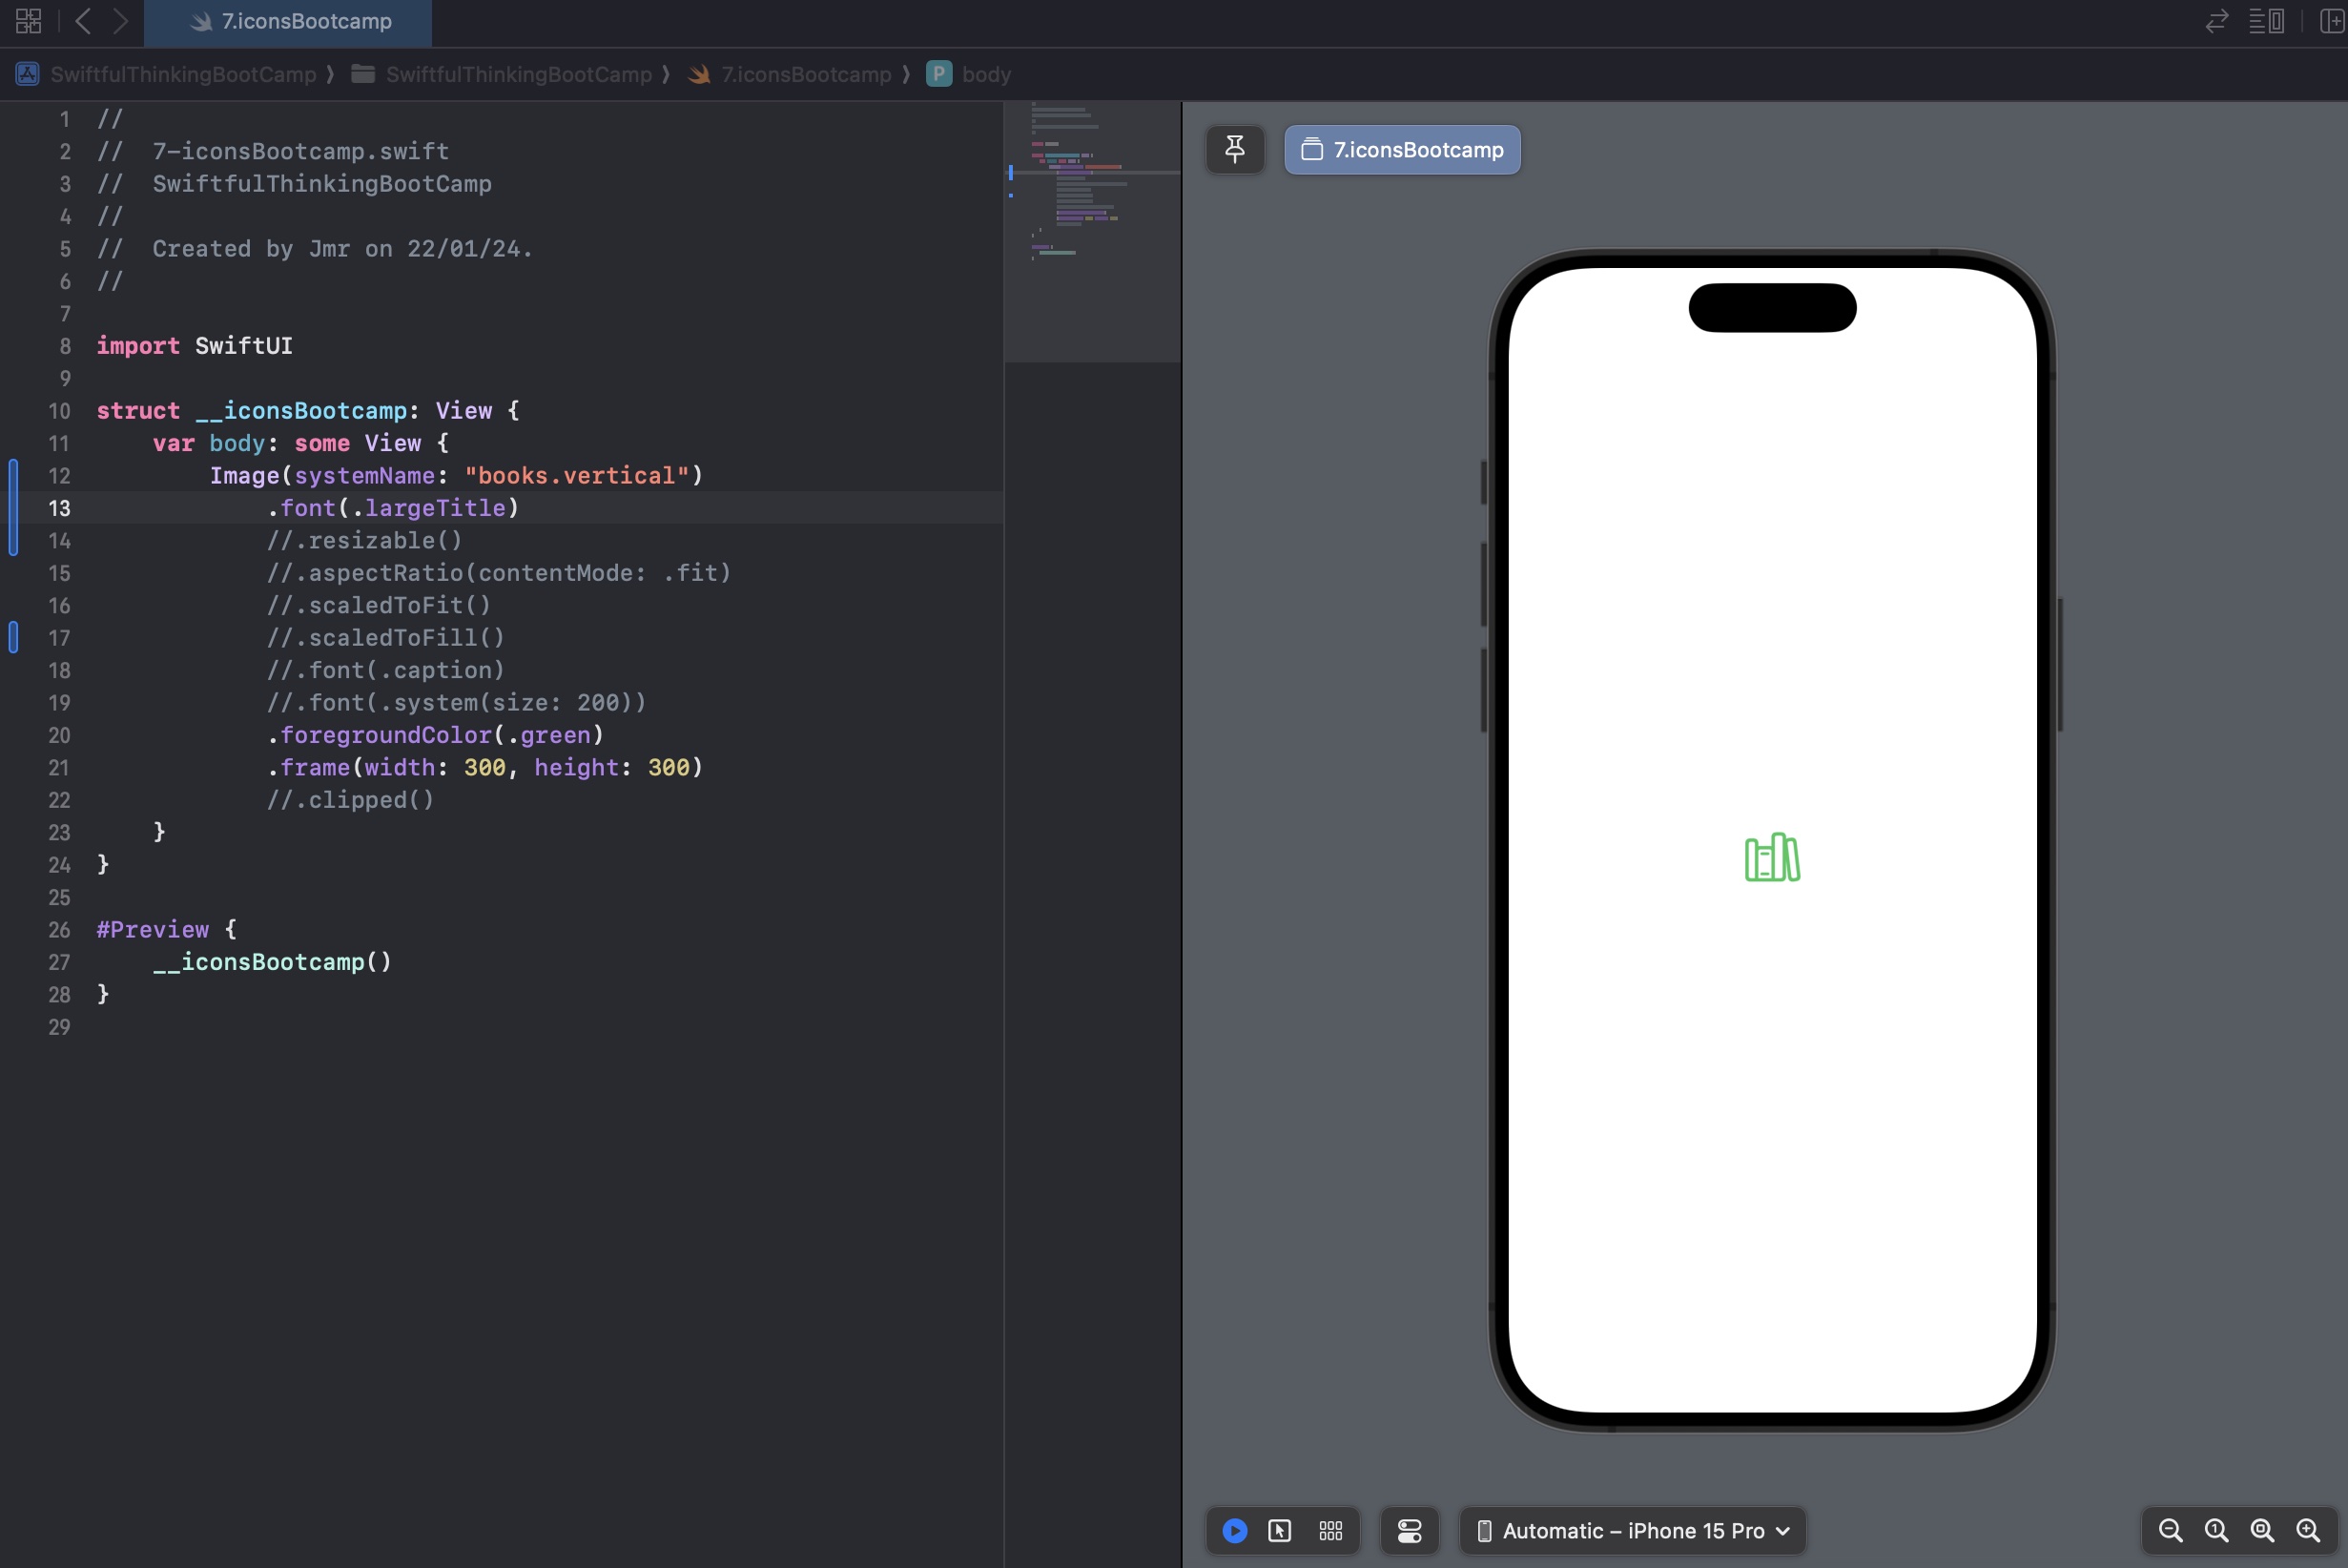 7.iconsBootcamp
SwiftfulThinkingBootCamp ⟩ SwiftfulThinkingBootCamp ⟩ 7.iconsBootcamp ⟩ P body
1 //
2 //  7-iconsBootcamp.swift
3 //  SwiftfulThinkingBootCamp
4 //
5 //  Created by Jmr on 22/01/24.
6 //
7
8 import SwiftUI
9
10 struct __iconsBootcamp: View {
11     var body: some View {
12         Image(systemName: "books.vertical")
13             .font(.largeTitle)
14             //.resizable()
15             //.aspectRatio(contentMode: .fit)
16             //.scaledToFit()
17             //.scaledToFill()
18             //.font(.caption)
19             //.font(.system(size: 200))
20             .foregroundColor(.green)
21             .frame(width: 300, height: 300)
22             //.clipped()
23     }
24 }
25
26 #Preview {
27     __iconsBootcamp()
28 }
29
7.iconsBootcamp
Automatic – iPhone 15 Pro